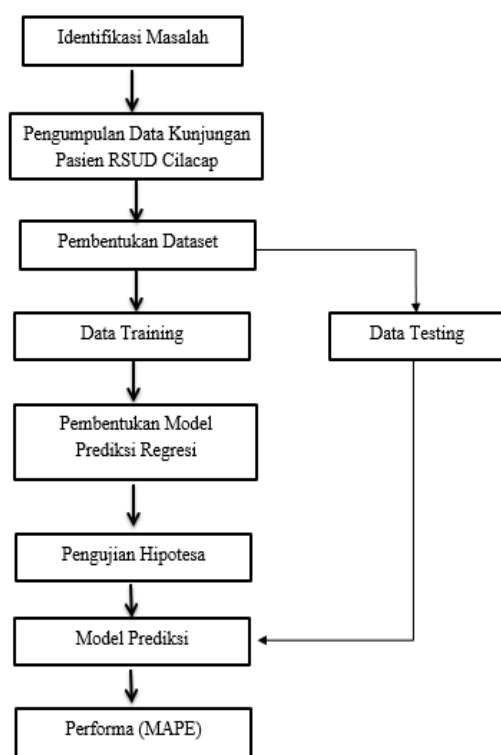 Identifikasi Masalah
Pengumpulan Data Kunjungan
Pasien RSUD Cilacap
Pembentukan Dataset
Data Training
Data Testing
Pembentukan Model
Prediksi Regresi
Pengujian Hipotesa
Model Prediksi
Performa (MAPE)